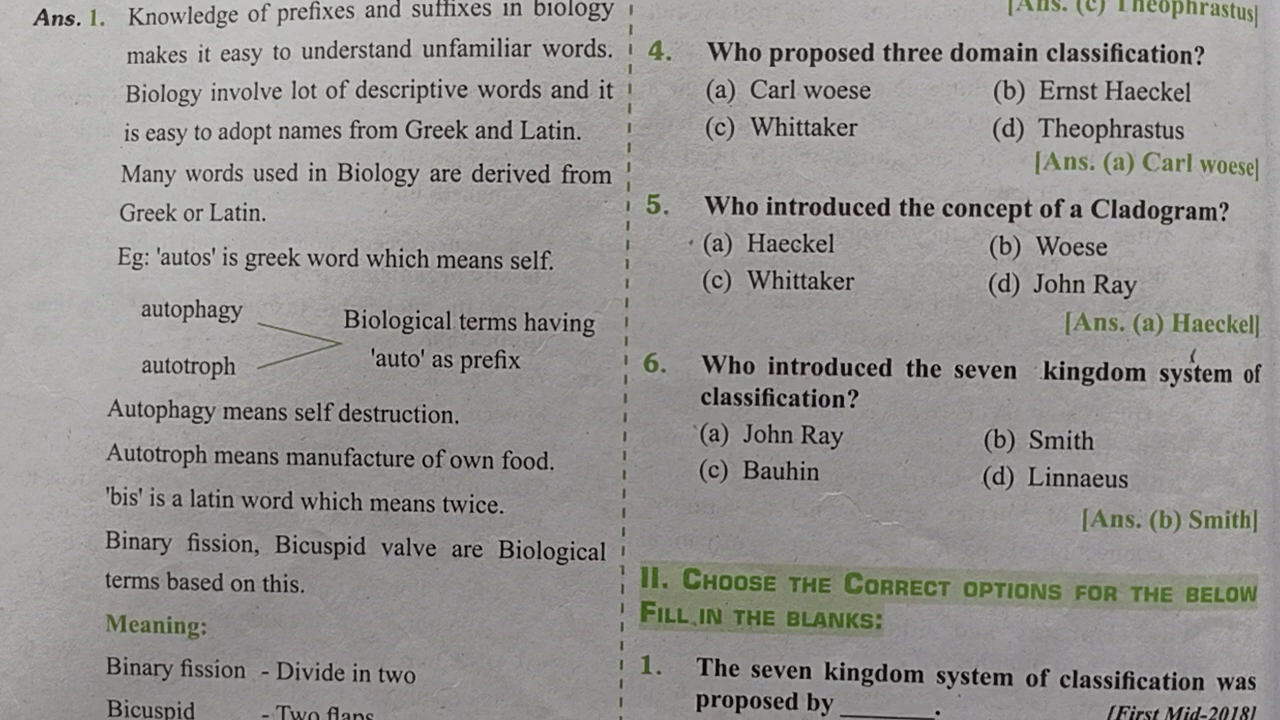 Ans. 1. Knowledge of prefixes and suffixes in biology
makes it easy to understand unfamiliar words.
Biology involve lot of descriptive words and it
is easy to adopt names from Greek and Latin.
Many words used in Biology are derived from
Greek or Latin.
Eg: 'autos' is greek word which means self.
autophagy
autotroph
Biological terms having
'auto' as prefix
Autophagy means self destruction.
Autotroph means manufacture of own food.
'bis' is a latin word which means twice.
Binary fission, Bicuspid valve are Biological
terms based on this.
Meaning:
Binary fission - Divide in two
Bicuspid - Two flaps
[Ans. (c) Theophrastus]
4. Who proposed three domain classification?
(a) Carl woese (b) Ernst Haeckel
(c) Whittaker (d) Theophrastus
[Ans. (a) Carl woese]
5. Who introduced the concept of a Cladogram?
(a) Haeckel (b) Woese
(c) Whittaker (d) John Ray
[Ans. (a) Haeckel]
6. Who introduced the seven kingdom system of
classification?
(a) John Ray (b) Smith
(c) Bauhin (d) Linnaeus
[Ans. (b) Smith]
II. CHOOSE THE CORRECT OPTIONS FOR THE BELOW
FILL IN THE BLANKS:
1. The seven kingdom system of classification was
proposed by _______.
[First Mid-2018]